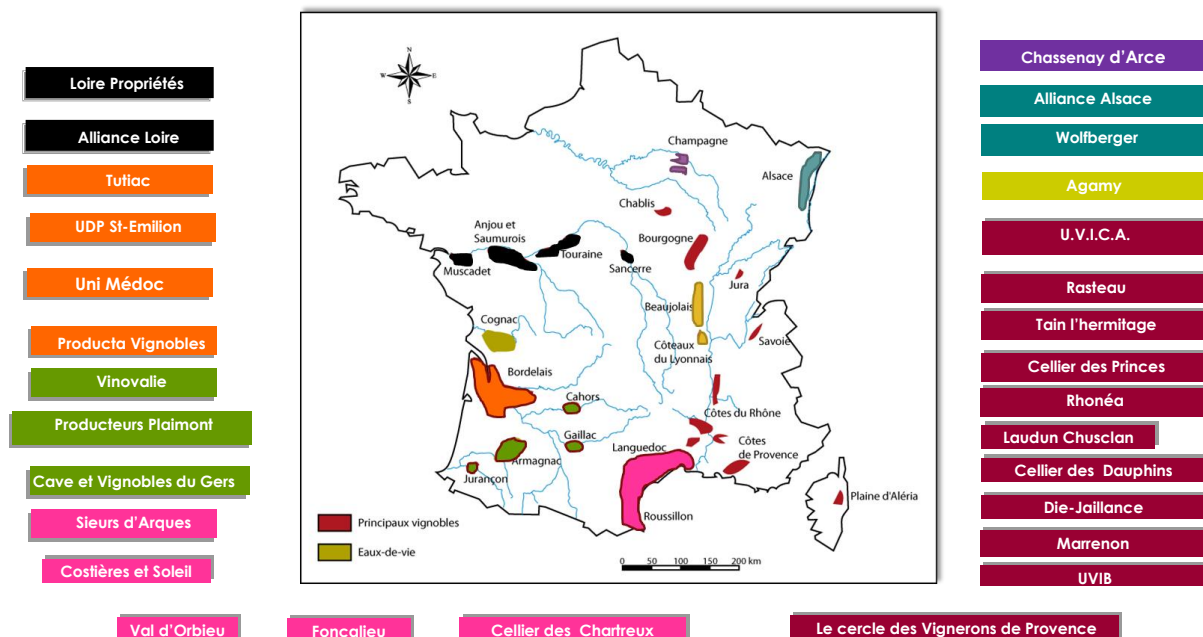 Loire Propriétés
Alliance Loire
Tutiac
UDP St-Emilion
Uni Médoc
Producta Vignobles
Vinovalie
Producteurs Plaimont
Cave et Vignobles du Gers
Sieurs d'Arques
Costières et Soleil
N
W
E
S
Champagne
Alsace
Chablis
Anjou et
Saumurois
Bourgogne
Touraine
Muscadet
Sancerre
Jura
Beaujolais
Cognac
Savoie
Côteaux
du Lyonnais
Bordelais
Cahors
Côtes du Rhône
Gaillac
Languedoc
Côtes
de Provence
Armagnac
Jurançon
Plaine d'Aléria
Roussillon
Principaux vignobles
Eaux-de-vie
0 50 100 150 200 km
Chassenay d'Arce
Alliance Alsace
Wolfberger
Agamy
U.V.I.C.A.
Rasteau
Tain l'hermitage
Cellier des Princes
Rhonéa
Laudun Chusclan
Cellier des Dauphins
Die-Jaillance
Marrenon
UVIB
Val d'Orbieu
Foncalieu
Cellier des Chartreux
Le cercle des Vignerons de Provence